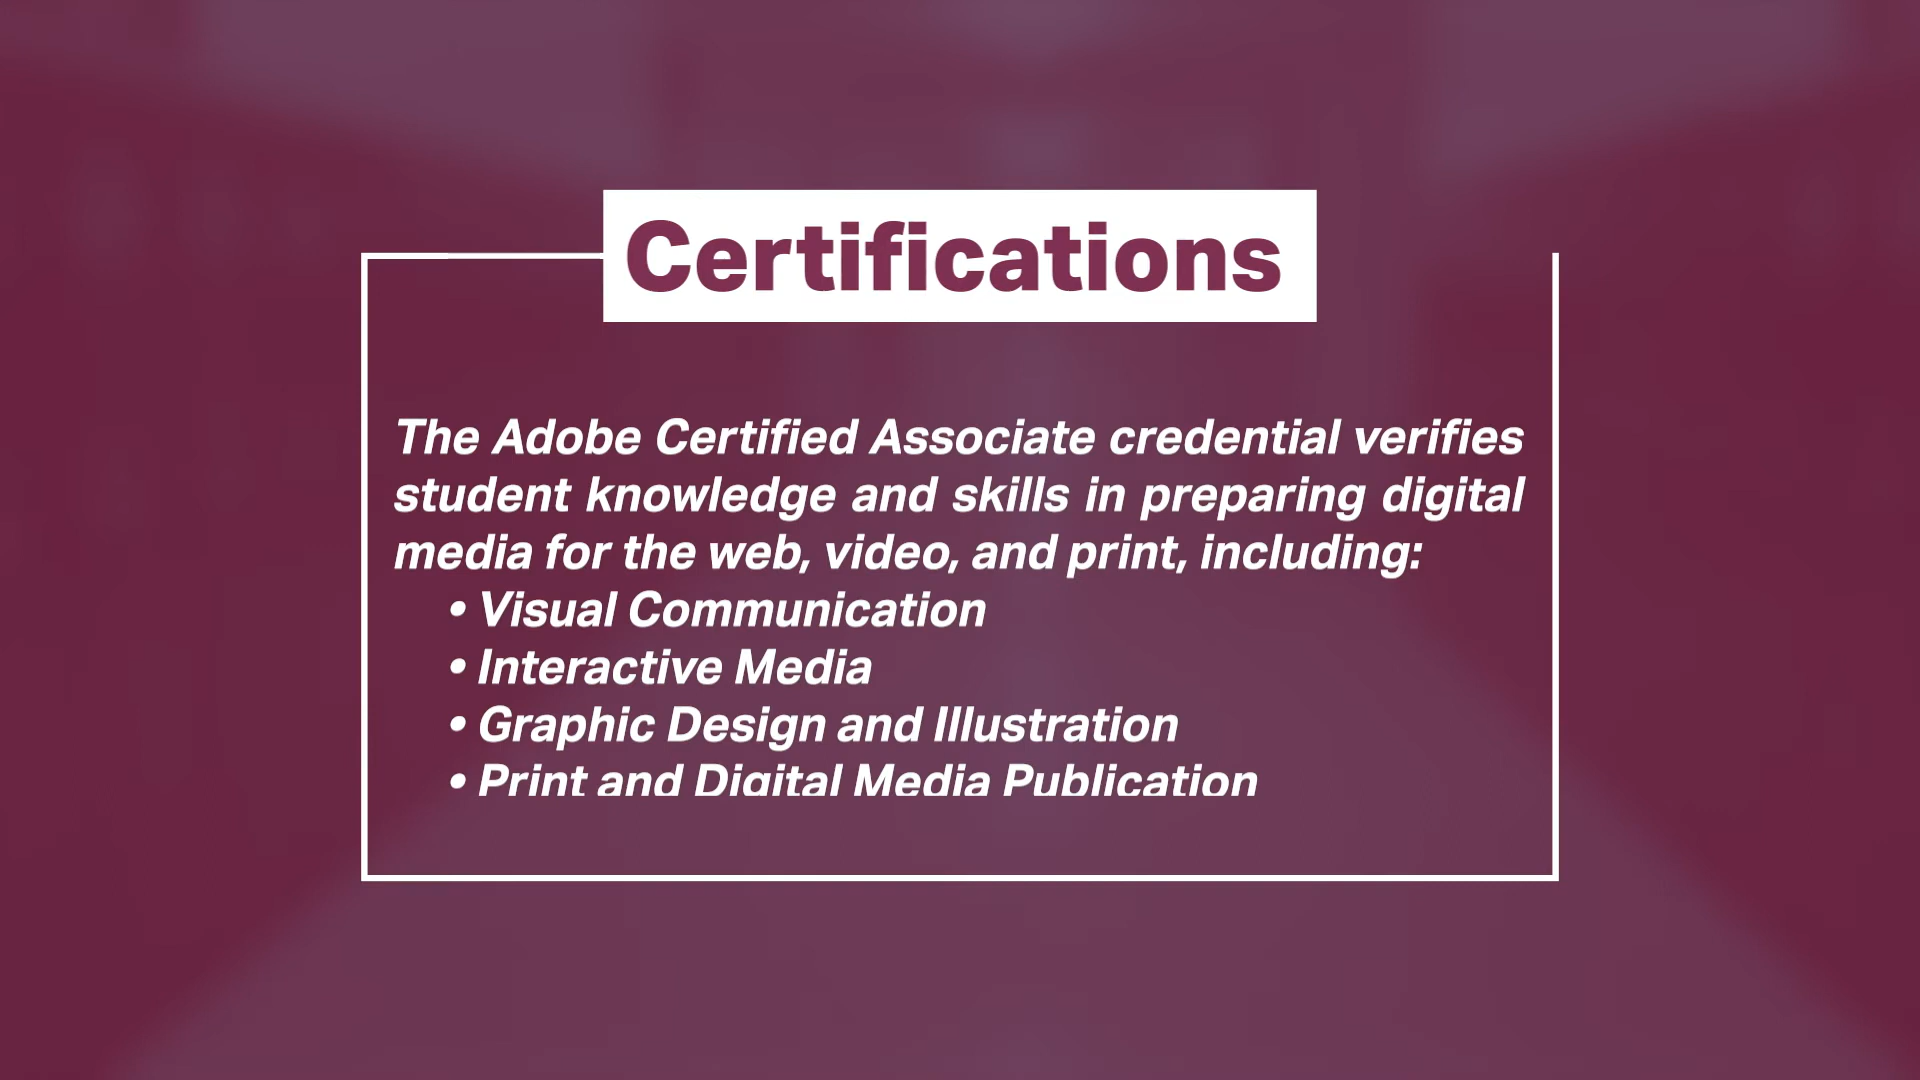 Certifications
The Adobe Certified Associate credential verifies
student knowledge and skills in preparing digital
media for the web, video, and print, including:
• Visual Communication
• Interactive Media
• Graphic Design and Illustration
• Print and Digital Media Publication